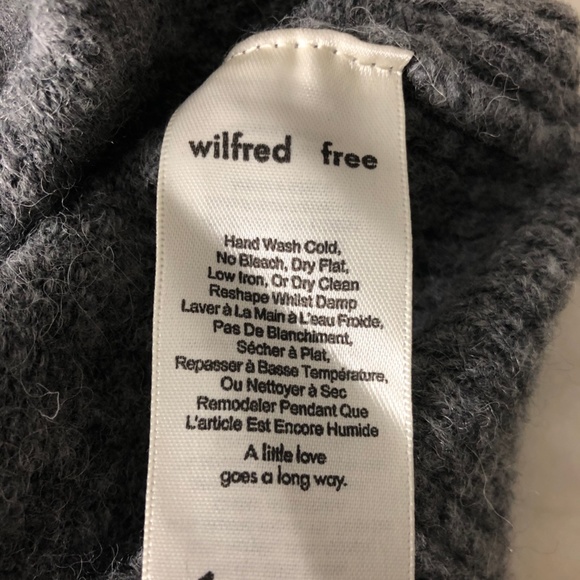 wilfred free
Hand Wash Cold,
No Bleach, Dry Flat,
Low Iron, Or Dry Clean
Reshape Whilst Damp
Laver à La Main à L'eau Froide,
Pas De Blanchiment,
Sécher à Plat,
Repasser à Basse Température,
Ou Nettoyer à Sec
Remodeler Pendant Que
L'article Est Encore Humide
A little love
goes a long way.